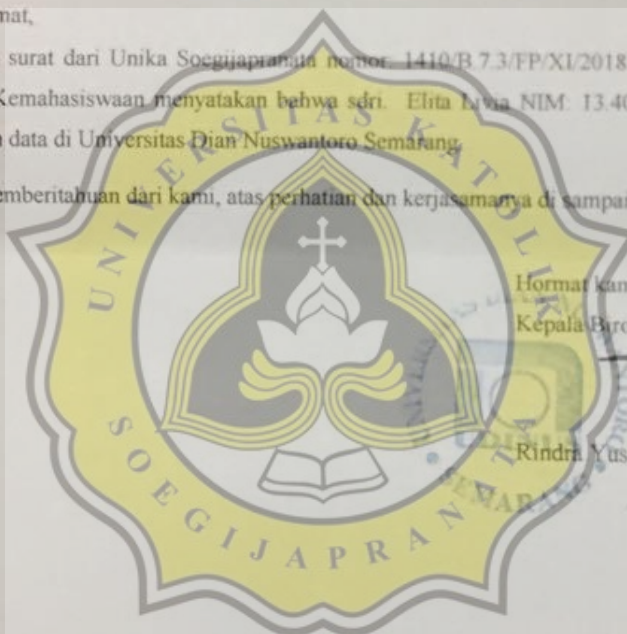 mat,
surat dari Unika Soegijapranata nomor: 1410/B.7.3/FP/XI/2018
Kemahasiswaan menyatakan bahwa sdri. Elita Livia NIM: 13.40
data di Universitas Dian Nuswantoro Semarang.
emberitahuan dari kami, atas perhatian dan kerjasamanya di sampai
Hormat kam
Kepala Biro
Rindra Yus
UNIVERSITAS KATOLIK
SOEGIJAPRANATA
SEMARANG